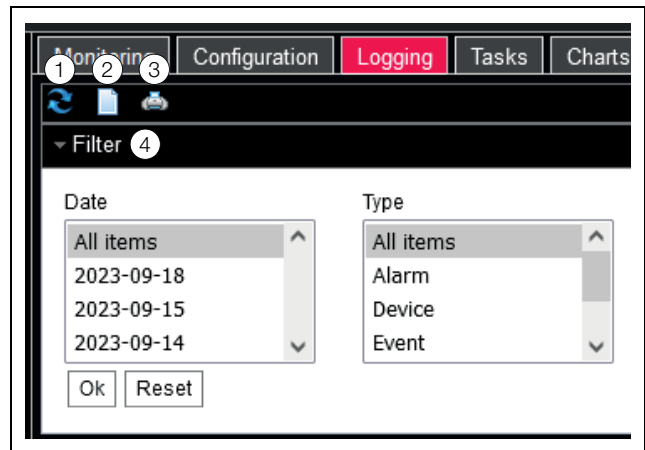 Monitoring Configuration Logging Tasks Charts
1 2 3
Filter 4
Date Type
All items All items
2023-09-18 Alarm
2023-09-15 Device
2023-09-14 Event
Ok Reset